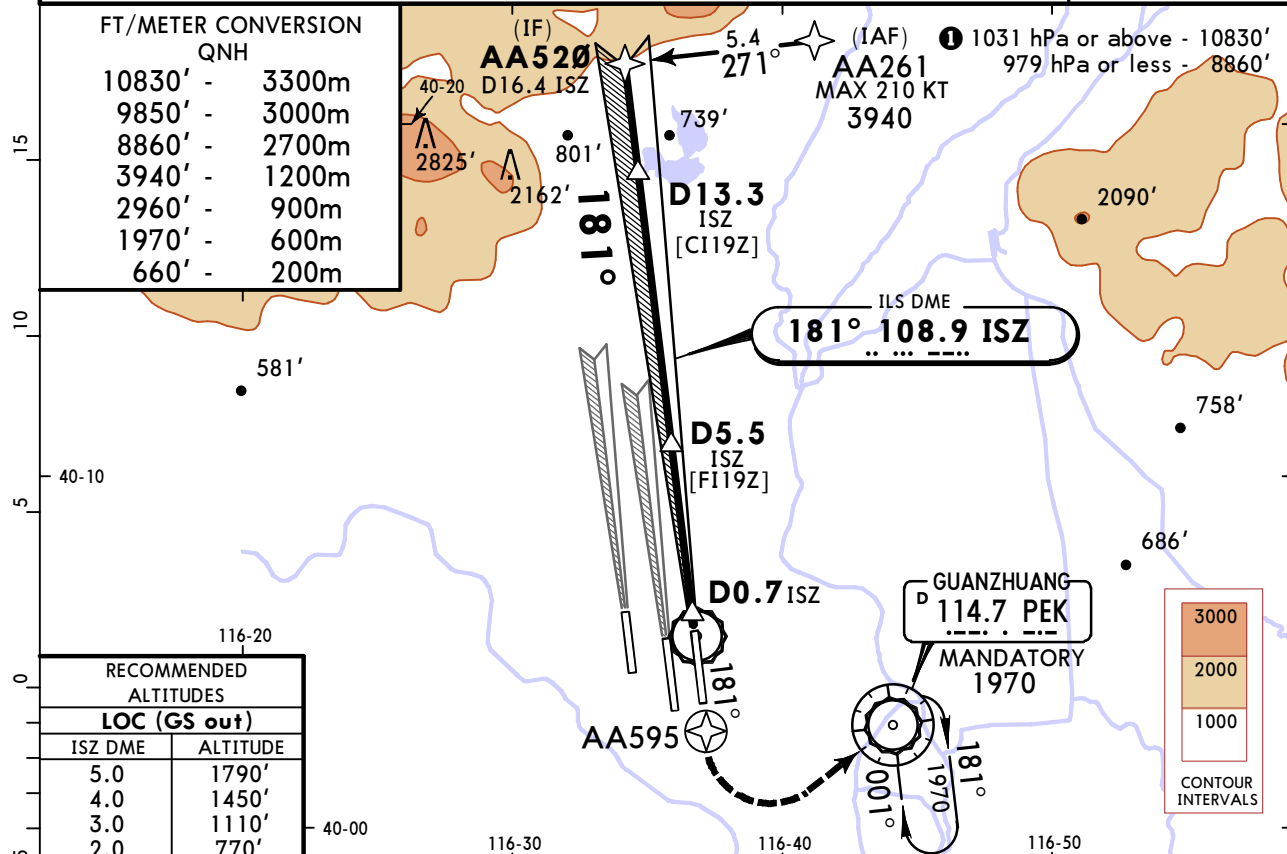 FT/METER CONVERSION
QNH
10830' - 3300m
9850' - 3000m
8860' - 2700m
3940' - 1200m
2960' - 900m
1970' - 600m
660' - 200m
(IF)
AA520
D16.4 ISZ
5.4
271°
(IAF)
AA261
MAX 210 KT
3940
1 1031 hPa or above - 10830'
979 hPa or less - 8860'
40-20
2825'
2162'
801'
739'
181°
D13.3
ISZ
[CI19Z]
2090'
ILS DME
181° 108.9 ISZ
581'
758'
D5.5
ISZ
[FI19Z]
15
10
5
0
5
40-10
686'
D0.7 ISZ
GUANZHUANG
D 114.7 PEK
MANDATORY
1970
181°
AA595
001°
1970
181°
116-20
RECOMMENDED
ALTITUDES
LOC (GS out)
ISZ DME ALTITUDE
5.0 1790'
4.0 1450'
3.0 1110'
2.0 770'
40-00
116-30
116-40
116-50
3000
2000
1000
CONTOUR
INTERVALS